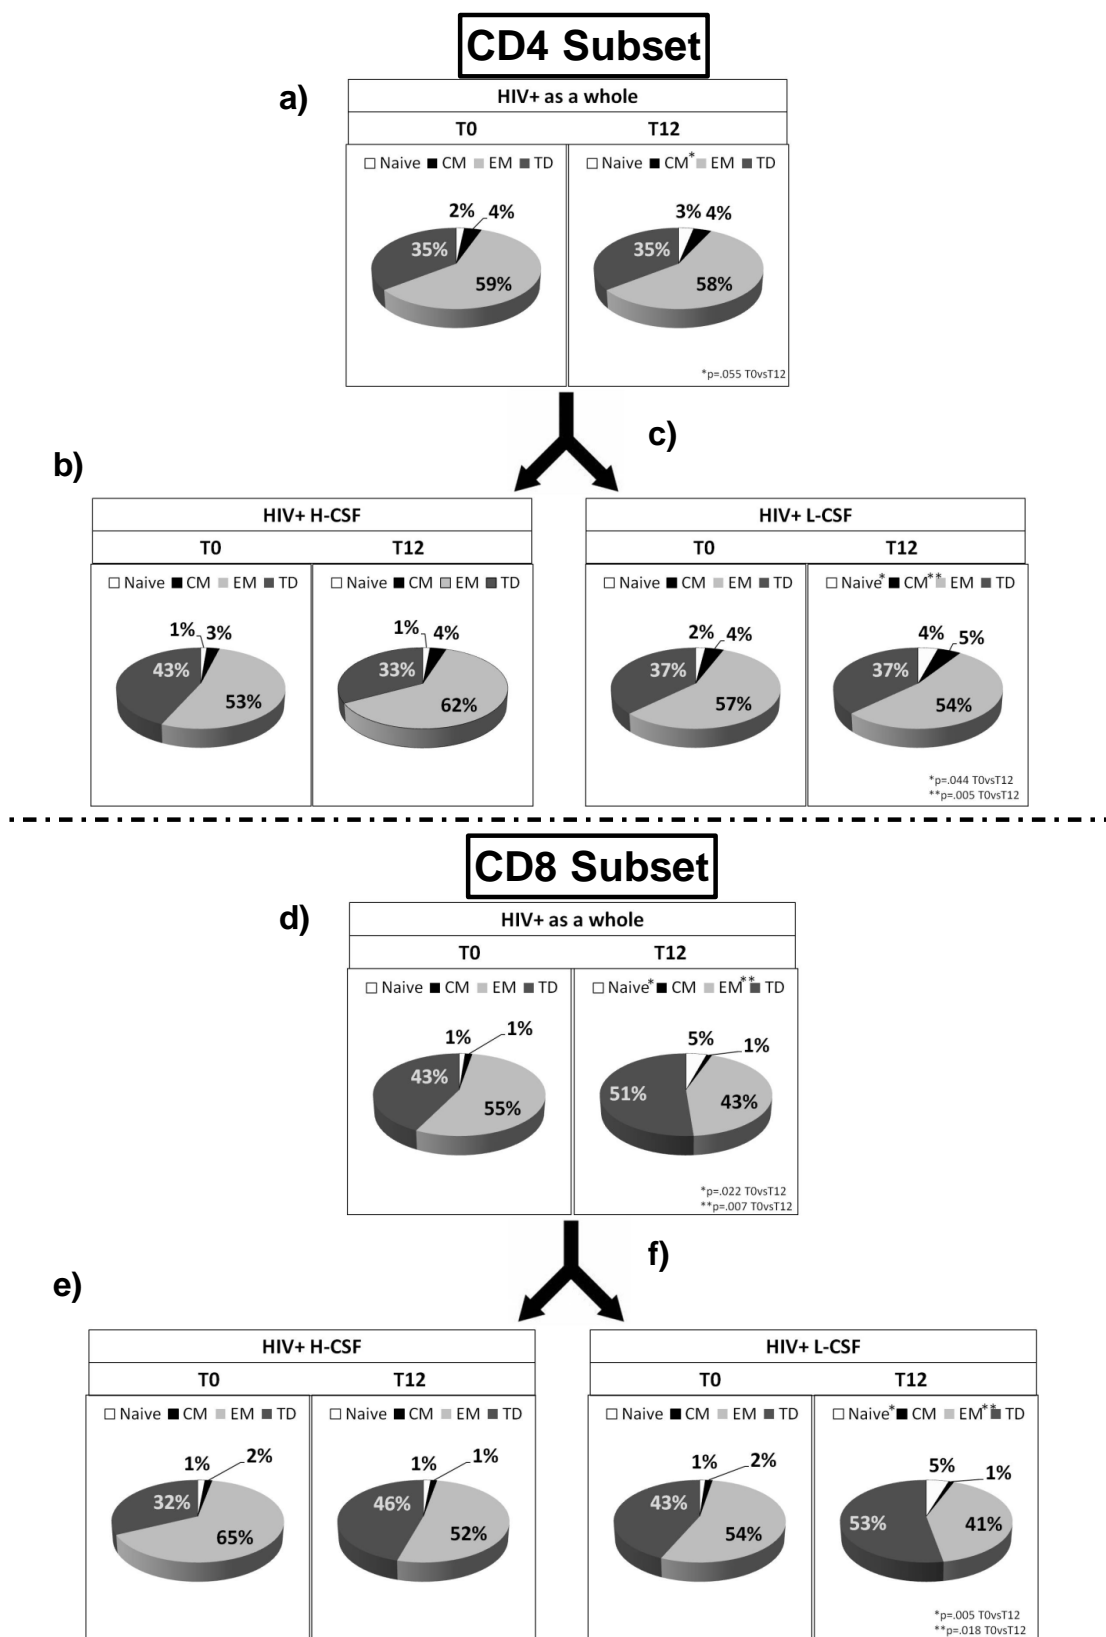 CD4 Subset
a)
HIV+ as a whole
T0 T12
Naive CM EM TD Naive CM* EM TD
2% 4% 3% 4%
35% 35%
59% 58%
*p=.055 T0vsT12
c)
b)
HIV+ H-CSF HIV+ L-CSF
T0 T12 T0 T12
Naive CM EM TD Naive CM EM TD Naive CM EM TD Naive* CM** EM TD
1% 3% 1% 4% 2% 4% 4% 5%
43% 33% 37% 37%
53% 62% 57% 54%
*p=.044 T0vsT12
**p=.005 T0vsT12
CD8 Subset
d)
HIV+ as a whole
T0 T12
Naive CM EM TD Naive* CM EM** TD
1% 1% 5% 1%
43% 51%
55% 43%
*p=.022 T0vsT12
**p=.007 T0vsT12
f)
e)
HIV+ H-CSF HIV+ L-CSF
T0 T12 T0 T12
Naive CM EM TD Naive CM EM TD Naive CM EM TD Naive* CM EM** TD
1% 2% 1% 1% 1% 2% 5% 1%
32% 46% 43% 53%
65% 52% 54% 41%
*p=.005 T0vsT12
**p=.018 T0vsT12